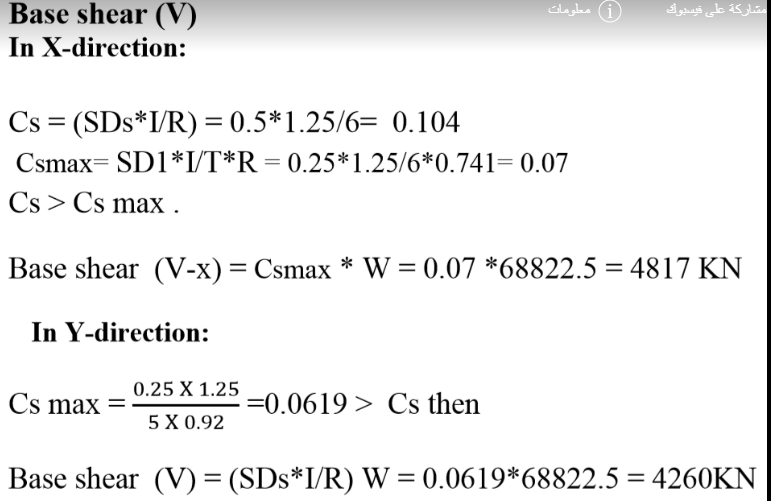 Base shear (V)
معلومات
مشاركة على فيسبوك
In X-direction:
Cs = (SDs*I/R) = 0.5*1.25/6= 0.104
Csmax= SD1*I/T*R = 0.25*1.25/6*0.741= 0.07
Cs > Cs max .
Base shear (V-x) = Csmax * W = 0.07 *68822.5 = 4817 KN
In Y-direction:
Cs max = 0.25 X 1.25 / 5 X 0.92 =0.0619 > Cs then
Base shear (V) = (SDs*I/R) W = 0.0619*68822.5 = 4260KN